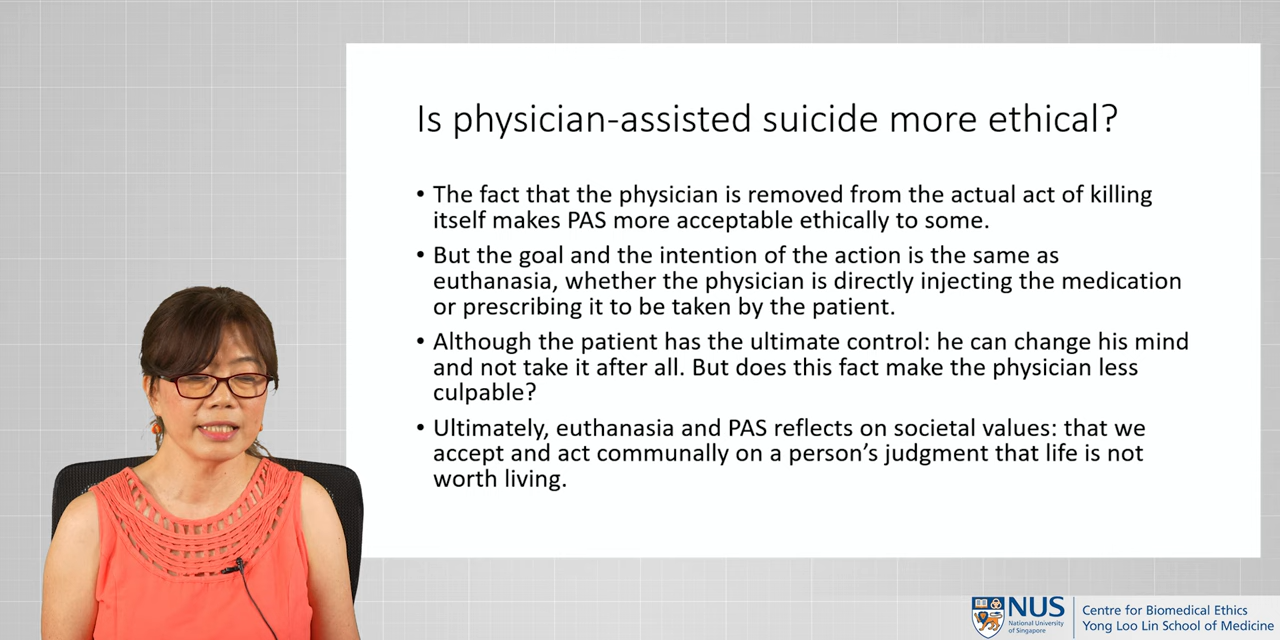 Is physician-assisted suicide more ethical?
• The fact that the physician is removed from the actual act of killing
itself makes PAS more acceptable ethically to some.
• But the goal and the intention of the action is the same as
euthanasia, whether the physician is directly injecting the medication
or prescribing it to be taken by the patient.
• Although the patient has the ultimate control: he can change his mind
and not take it after all. But does this fact make the physician less
culpable?
• Ultimately, euthanasia and PAS reflects on societal values: that we
accept and act communally on a person’s judgment that life is not
worth living.
NUS
National University
of Singapore
Centre for Biomedical Ethics
Yong Loo Lin School of Medicine